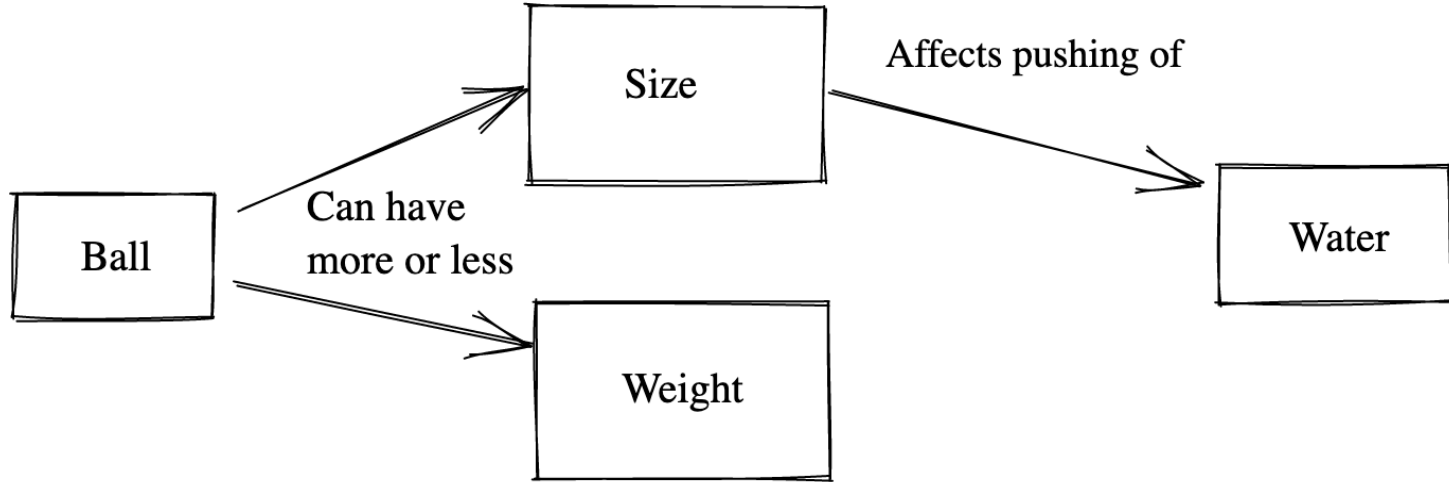 Size
Affects pushing of
Can have
more or less
Ball
Water
Weight